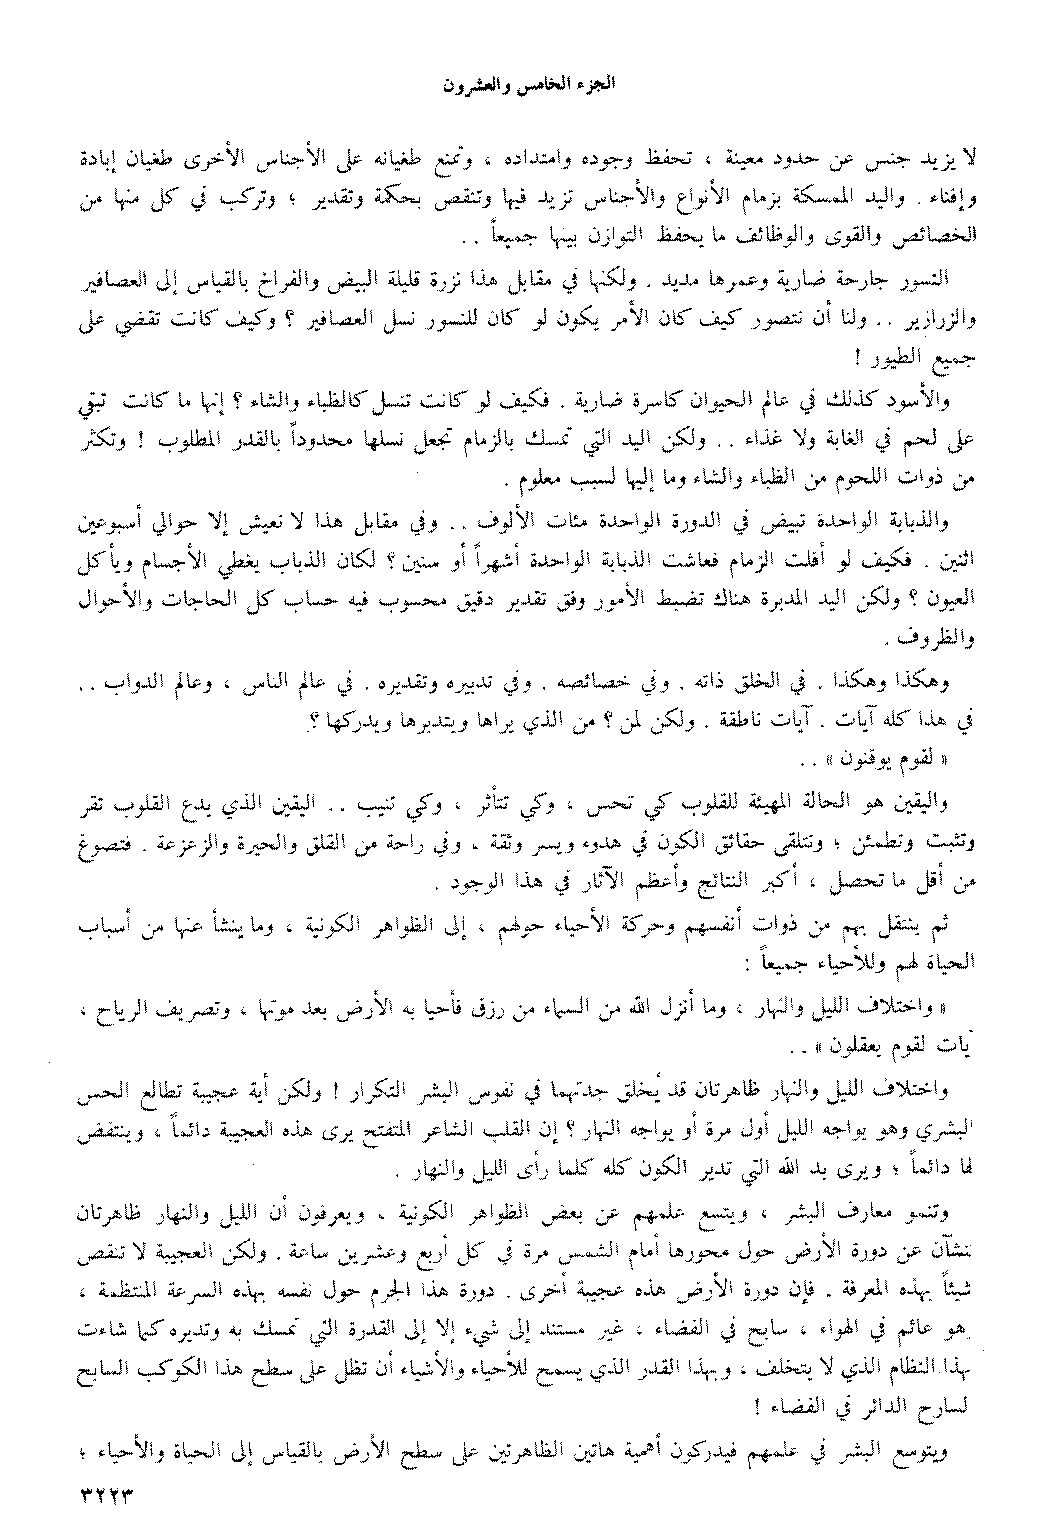 الجزء الخامس والعشرون
لا يزيد جنس عن حدود معينة ، تحفظ وجوده وامتداده ، وتمنع طغيانه على الأجناس الأخرى طغيان إبادة
وإفناء . واليد الممسكة بزمام الأنواع والأجناس تزيد فيها وتنقص بحكمة وتقدير ؛ وتركب في كل منها من
الخصائص والقوى والوظائف ما يحفظ التوازن بينها جميعاً ..
النسور جارحة ضارية وعمرها مديد . ولكنها في مقابل هذا نزرة قليلة البيض والفراخ بالقياس إلى العصافير
والزرازير .. ولنا أن نتصور كيف كان الأمر يكون لو كان للنسور نسل العصافير ؟ وكيف كانت تقضي على
جميع الطيور !
والأسود كذلك في عالم الحيوان كاسرة ضارية . فكيف لو كانت تنسل كالظباء والشاء ؟ إنها ما كانت تبقي
على لحم في الغابة ولا غذاء .. ولكن اليد التي تمسك بالزمام تجعل نسلها محدوداً بالقدر المطلوب ! وتكثر
من ذوات اللحوم من الظباء والشاء وما إليها لسبب معلوم .
والذبابة الواحدة تبيض في الدورة الواحدة مئات الألوف .. وفي مقابل هذا لا تعيش إلا حوالي أسبوعين
اثنين . فكيف لو أفلت الزمام فعاشت الذبابة الواحدة أشهراً أو سنين ؟ لكان الذباب يغطي الأجسام ويأكل
العيون ؟ ولكن اليد المدبرة هناك تضبط الأمور وفق تقدير دقيق محسوب فيه حساب كل الحاجات والأحوال
والظروف .
وهكذا وهكذا . في الخلق ذاته . وفي خصائصه . وفي تدبيره وتقديره . في عالم الناس ، وعالم الدواب ..
في هذا كله آيات . آيات ناطقة . ولكن لمن ؟ من الذي يراها ويتدبرها ويدركها ؟
« لقوم يوقنون » ..
واليقين هو الحالة المهيئة للقلوب كي تحس ، وكي تتأثر ، وكي تنيب .. اليقين الذي يدع القلوب تقر
وتثبت وتطمئن ؛ وتتلقى حقائق الكون في هدوء ويسر وثقة ، وفي راحة من القلق والحيرة والزعزعة . فتصوغ
من أقل ما تحصل ، أكبر النتائج وأعظم الآثار في هذا الوجود .
ثم ينتقل بهم من ذوات أنفسهم وحركة الأحياء حولهم ، إلى الظواهر الكونية ، وما ينشأ عنها من أسباب
الحياة لهم وللأحياء جميعاً :
« واختلاف الليل والنهار ، وما أنزل الله من السماء من رزق فأحيا به الأرض بعد موتها ، وتصريف الرياح ،
يات لقوم يعقلون » ..
واختلاف الليل والنهار ظاهرتان قد يُخلق جدتهما في نفوس البشر التكرار ! ولكن أية عجيبة تطالع الحس
البشري وهو يواجه الليل أول مرة أو يواجه النهار ؟ إن القلب الشاعر المتفتح يرى هذه العجيبة دائماً ، وينتفض
لها دائماً ؛ ويرى يد الله التي تدير الكون كله كلما رأى الليل والنهار .
وتنمو معارف البشر ، ويتسع علمهم عن بعض الظواهر الكونية ، ويعرفون أن الليل والنهار ظاهرتان
تنشآن عن دورة الأرض حول محورها أمام الشمس مرة في كل أربع وعشرين ساعة . ولكن العجيبة لا تنقص
شيئاً بهذه المعرفة . فإن دورة الأرض هذه عجيبة أخرى . دورة هذا الجرم حول نفسه بهذه السرعة المنتظمة ،
هو عائم في الهواء ، سابح في الفضاء ، غير مستند إلى شيء إلا إلى القدرة التي تمسك به وتديره كما شاءت
بهذا النظام الذي لا يتخلف ، وبهذا القدر الذي يسمح للأحياء والأشياء أن تظل على سطح هذا الكوكب السابح
لسارح الدائر في الفضاء !
ويتوسع البشر في علمهم فيدركون أهمية هاتين الظاهرتين على سطح الأرض بالقياس إلى الحياة والأحياء ؛
٣٢٢٣